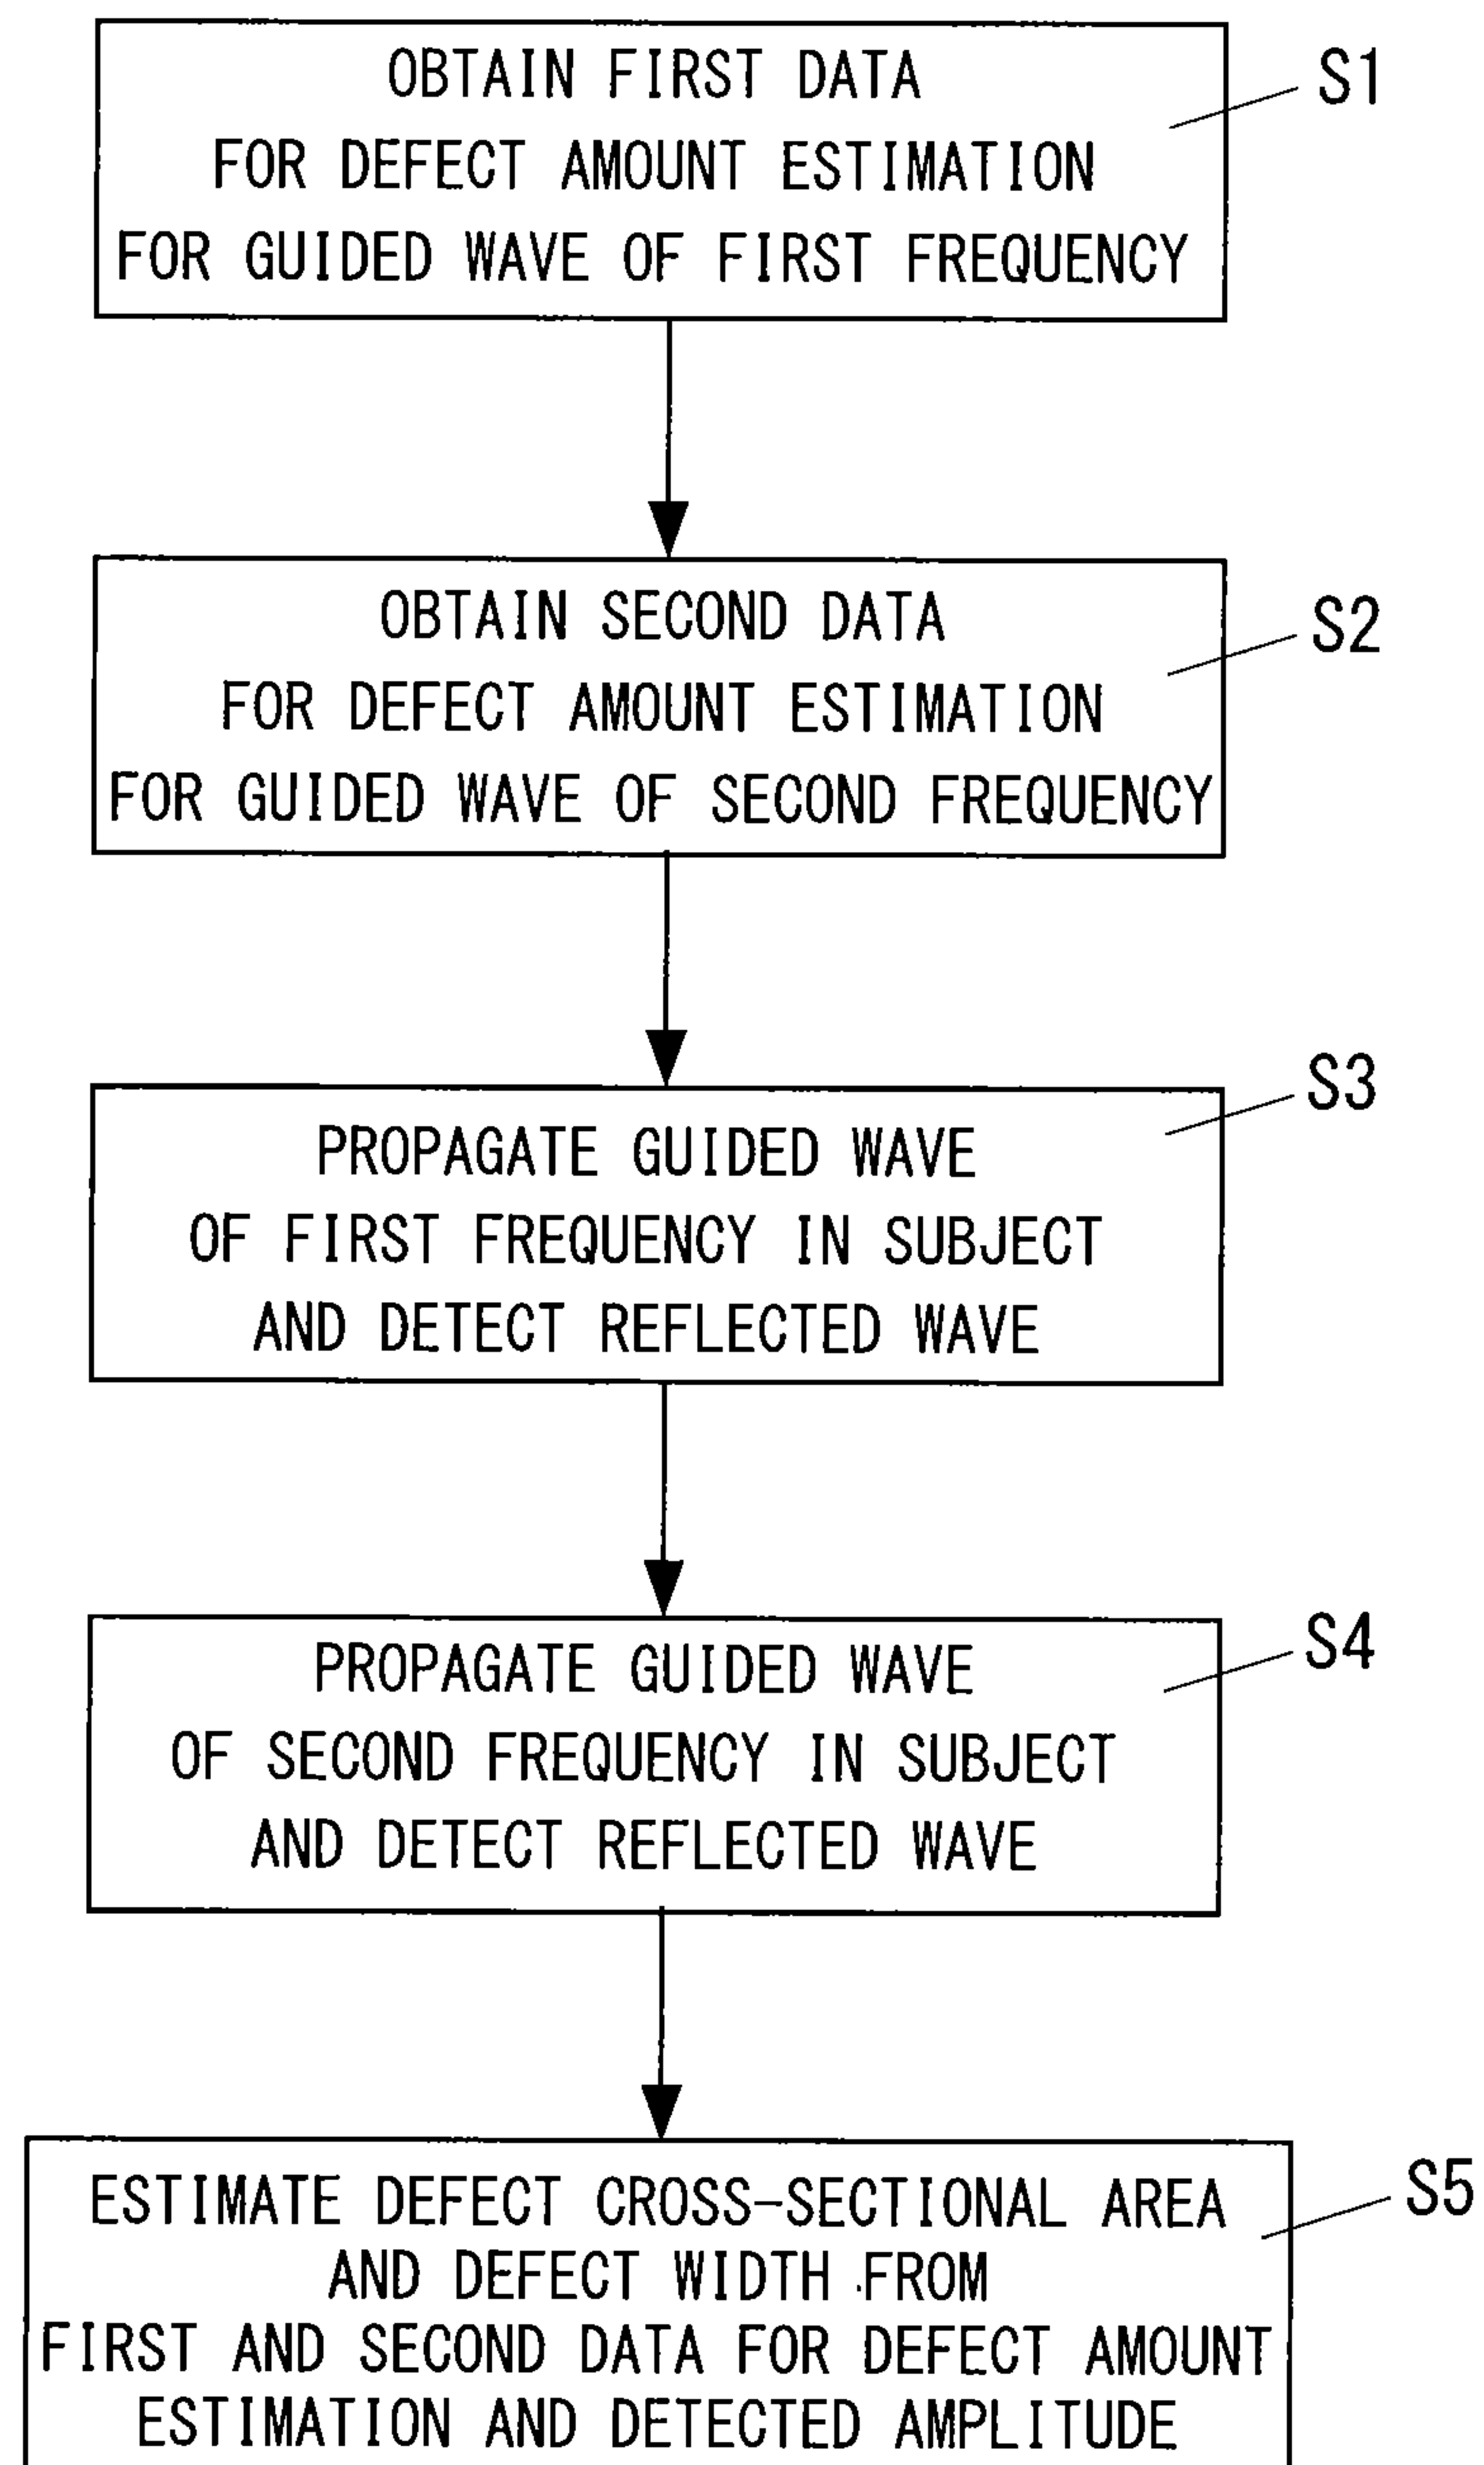 OBTAIN FIRST DATA
FOR DEFECT AMOUNT ESTIMATION
FOR GUIDED WAVE OF FIRST FREQUENCY
S1
OBTAIN SECOND DATA
FOR DEFECT AMOUNT ESTIMATION
FOR GUIDED WAVE OF SECOND FREQUENCY
S2
PROPAGATE GUIDED WAVE
OF FIRST FREQUENCY IN SUBJECT
AND DETECT REFLECTED WAVE
S3
PROPAGATE GUIDED WAVE
OF SECOND FREQUENCY IN SUBJECT
AND DETECT REFLECTED WAVE
S4
ESTIMATE DEFECT CROSS-SECTIONAL AREA
AND DEFECT WIDTH FROM
FIRST AND SECOND DATA FOR DEFECT AMOUNT
ESTIMATION AND DETECTED AMPLITUDE
S5